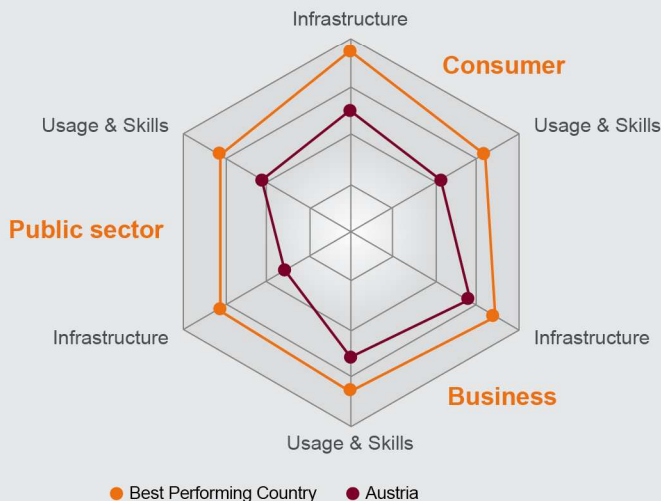 Infrastructure
Consumer
Usage & Skills
Usage & Skills
Public sector
Infrastructure
Infrastructure
Business
Usage & Skills
Best Performing Country
Austria